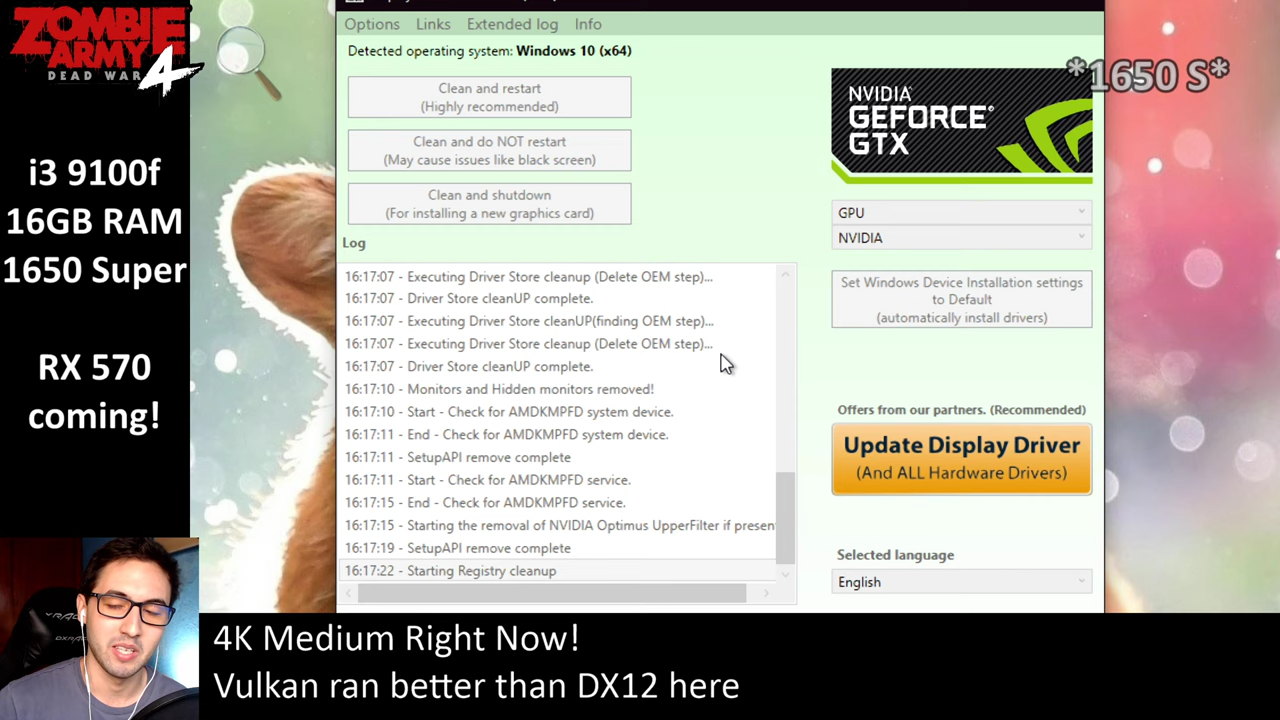 ZOMBIE
ARMY
DEAD WAR 4
i3 9100f
16GB RAM
1650 Super
RX 570
coming!
Options Links Extended log Info
Detected operating system: Windows 10 (x64)
Clean and restart
(Highly recommended)
Clean and do NOT restart
(May cause issues like black screen)
Clean and shutdown
(For installing a new graphics card)
Log
16:17:07 - Executing Driver Store cleanup (Delete OEM step)...
16:17:07 - Driver Store cleanUP complete.
16:17:07 - Executing Driver Store cleanUP(finding OEM step)...
16:17:07 - Executing Driver Store cleanup (Delete OEM step)...
16:17:07 - Driver Store cleanUP complete.
16:17:10 - Monitors and Hidden monitors removed!
16:17:10 - Start - Check for AMDKMPFD system device.
16:17:11 - End - Check for AMDKMPFD system device.
16:17:11 - SetupAPI remove complete
16:17:11 - Start - Check for AMDKMPFD service.
16:17:15 - End - Check for AMDKMPFD service.
16:17:15 - Starting the removal of NVIDIA Optimus UpperFilter if presen
16:17:19 - SetupAPI remove complete
16:17:22 - Starting Registry cleanup
*1650 S*
NVIDIA
GEFORCE
GTX
GPU
NVIDIA
Set Windows Device Installation settings
to Default
(automatically install drivers)
Offers from our partners. (Recommended)
Update Display Driver
(And ALL Hardware Drivers)
Selected language
English
4K Medium Right Now!
Vulkan ran better than DX12 here